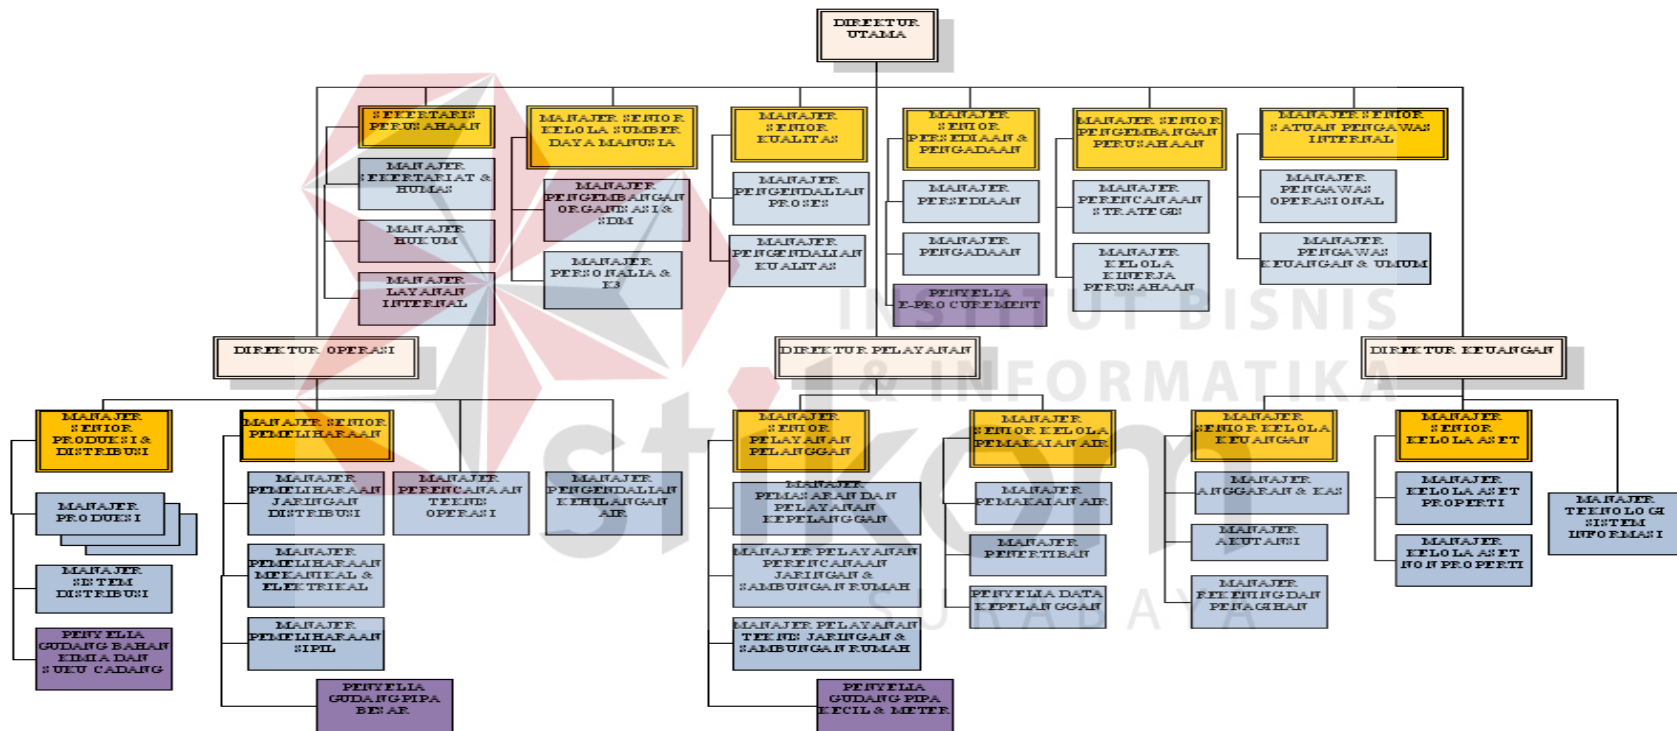 DIREKTUR
UTAMA
SEKERTARIS
PERUSAHAAN
MANAJER SENIOR
KELOLA SUMBER
DAYA MANUSIA
MANAJER
SENIOR
KUALITAS
MANAJER
SENIOR
PERSEDIAAN &
PENGADAAN
MANAJER SENIOR
PENGEMBANGAN
PERUSAHAAN
MANAJER SENIOR
SATUAN PENGAWAS
INTERNAL
MANAJER
SEKERTARIAT &
HUMAS
MANAJER
HUKUM
MANAJER
LAYANAN
INTERNAL
MANAJER
PENGEMBANGAN
ORGANISASI &
SDM
MANAJER
PERSONALIA &
K3
MANAJER
PENGENDALIAN
PROSES
MANAJER
PENGENDALIAN
KUALITAS
MANAJER
PERSEDIAAN
MANAJER
PENGADAAN
PENYELIA
E-PROCUREMENT
MANAJER
PERENCANAAN
STRATEGIS
MANAJER
KELOLA
KINERJA
PERUSAHAAN
MANAJER
PENGAWAS
OPERASIONAL
MANAJER
PENGAWAS
KEUANGAN & UMUM
INSTITUT BISNIS
& INFORMATIKA
stikom
SURABAYA
DIREKTUR OPERASI
DIREKTUR PELAYANAN
DIREKTUR KEUANGAN
MANAJER
SENIOR
PRODUKSI &
DISTRIBUSI
MANAJER
PRODUKSI
MANAJER
SISTEM
DISTRIBUSI
PENYELIA
GUDANG BAHAN
KIMIA DAN
SUKU CADANG
MANAJER SENIOR
PEMELIHARAAN
MANAJER
PEMELIHARAAN
JARINGAN
DISTRIBUSI
MANAJER
PEMELIHARAAN
MEKANIKAL &
ELEKTRIKAL
MANAJER
PEMELIHARAAN
SIPIL
PENYELIA
GUDANG PIPA
BESAR
MANAJER
PERENCANAAN
TEKNIS
OPERASI
MANAJER
PENGENDALIAN
KEHILANGAN
AIR
MANAJER
SENIOR
PELAYANAN
PELANGGAN
MANAJER
PEMASARAN DAN
PELAYANAN
KEPELANGGAN
MANAJER PELAYANAN
PERENCANAAN
JARINGAN &
SAMBUNGAN RUMAH
MANAJER PELAYANAN
TEKNIS JARINGAN &
SAMBUNGAN RUMAH
PENYELIA
GUDANG PIPA
KECIL & METER
MANAJER
SENIOR KELOLA
PEMAKAIAN AIR
MANAJER
PEMAKAIAN AIR
MANAJER
PENERTIBAN
PENYELIA DATA
KEPELANGGAN
MANAJER
SENIOR KELOLA
KEUANGAN
MANAJER
ANGGARAN & KAS
MANAJER
AKUTANSI
MANAJER
REKENING DAN
PENAGIHAN
MANAJER
SENIOR
KELOLA ASET
MANAJER
KELOLA ASET
PROPERTI
MANAJER
KELOLA ASET
NON PROPERTI
MANAJER
TEKNOLOGI
SISTEM
INFORMASI